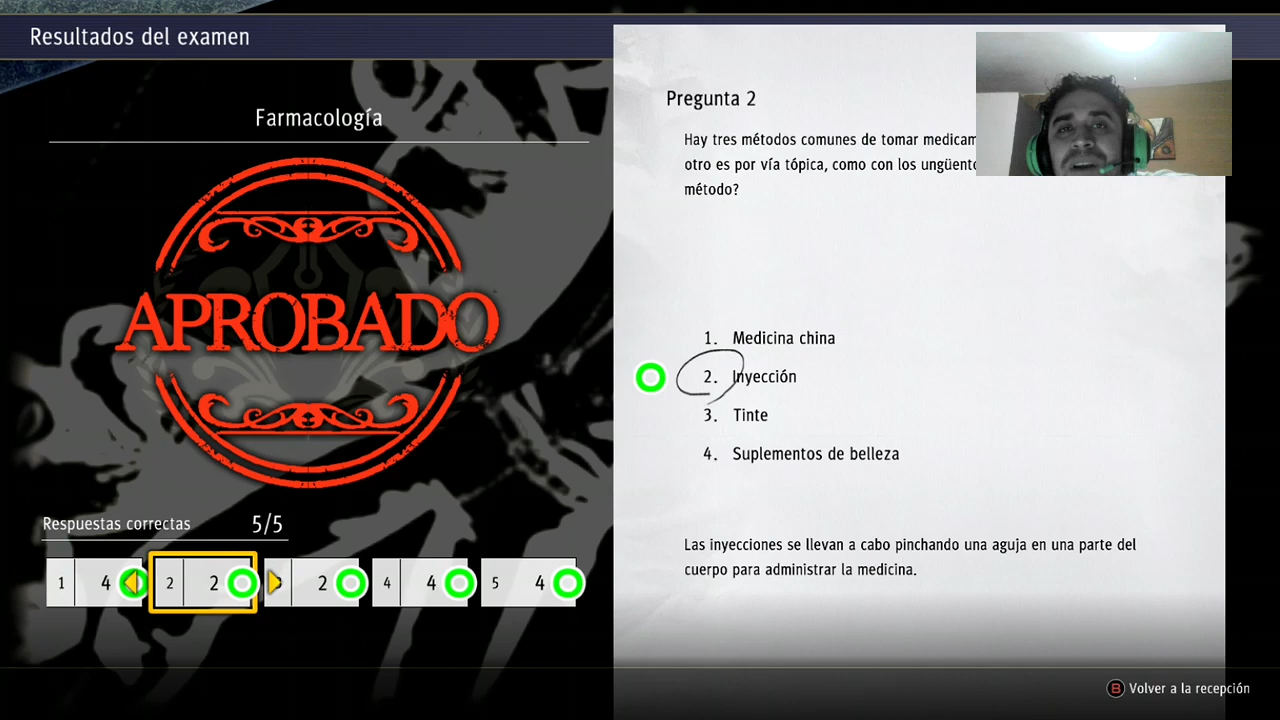 Resultados del examen
Farmacología
APROBADO
Respuestas correctas 5/5
1 4 2 2 2 4 4 5 4
Pregunta 2
Hay tres métodos comunes de tomar
otro es por vía tópica, como con los
método?
1. Medicina china
2. Inyección
3. Tinte
4. Suplementos de belleza
Las inyecciones se llevan a cabo pinchando una aguja en una parte del
cuerpo para administrar la medicina.
B Volver a la recepción